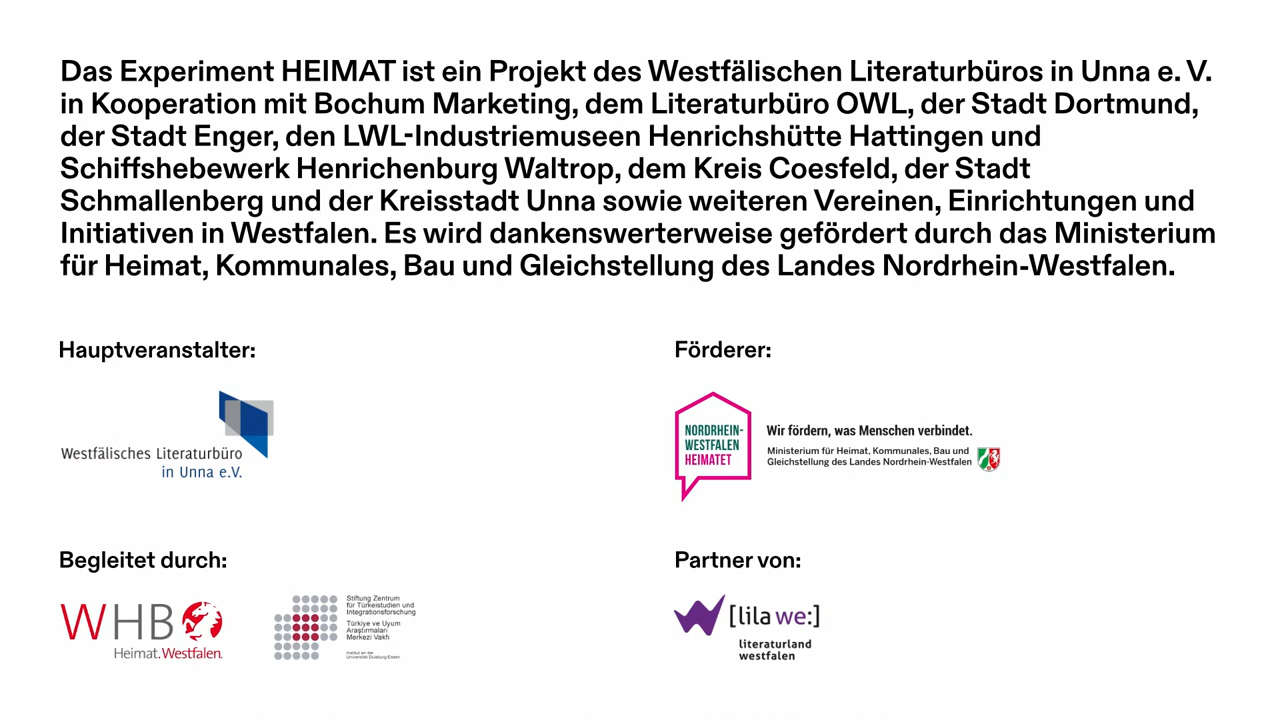 Das Experiment HEIMAT ist ein Projekt des Westfälischen Literaturbüros in Unna e. V.
in Kooperation mit Bochum Marketing, dem Literaturbüro OWL, der Stadt Dortmund,
der Stadt Enger, den LWL-Industriemuseen Henrichshütte Hattingen und
Schiffshebewerk Henrichenburg Waltrop, dem Kreis Coesfeld, der Stadt
Schmallenberg und der Kreisstadt Unna sowie weiteren Vereinen, Einrichtungen und
Initiativen in Westfalen. Es wird dankenswerterweise gefördert durch das Ministerium
für Heimat, Kommunales, Bau und Gleichstellung des Landes Nordrhein-Westfalen.
Hauptveranstalter:
Westfälisches Literaturbüro
in Unna e.V.
Förderer:
NORDRHEIN-
WESTFALEN
HEIMATET
Wir fördern, was Menschen verbindet.
Ministerium für Heimat, Kommunales, Bau und
Gleichstellung des Landes Nordrhein-Westfalen
Begleitet durch:
WHB
Heimat.Westfalen.
Stiftung Zentrum
für Türkeistudien und
Integrationsforschung
Türkiye ve Uyum
Araştırmaları
Merkezi Vakfı
Institut an der
Universität Duisburg-Essen
Partner von:
[lila we:]
literaturland
westfalen